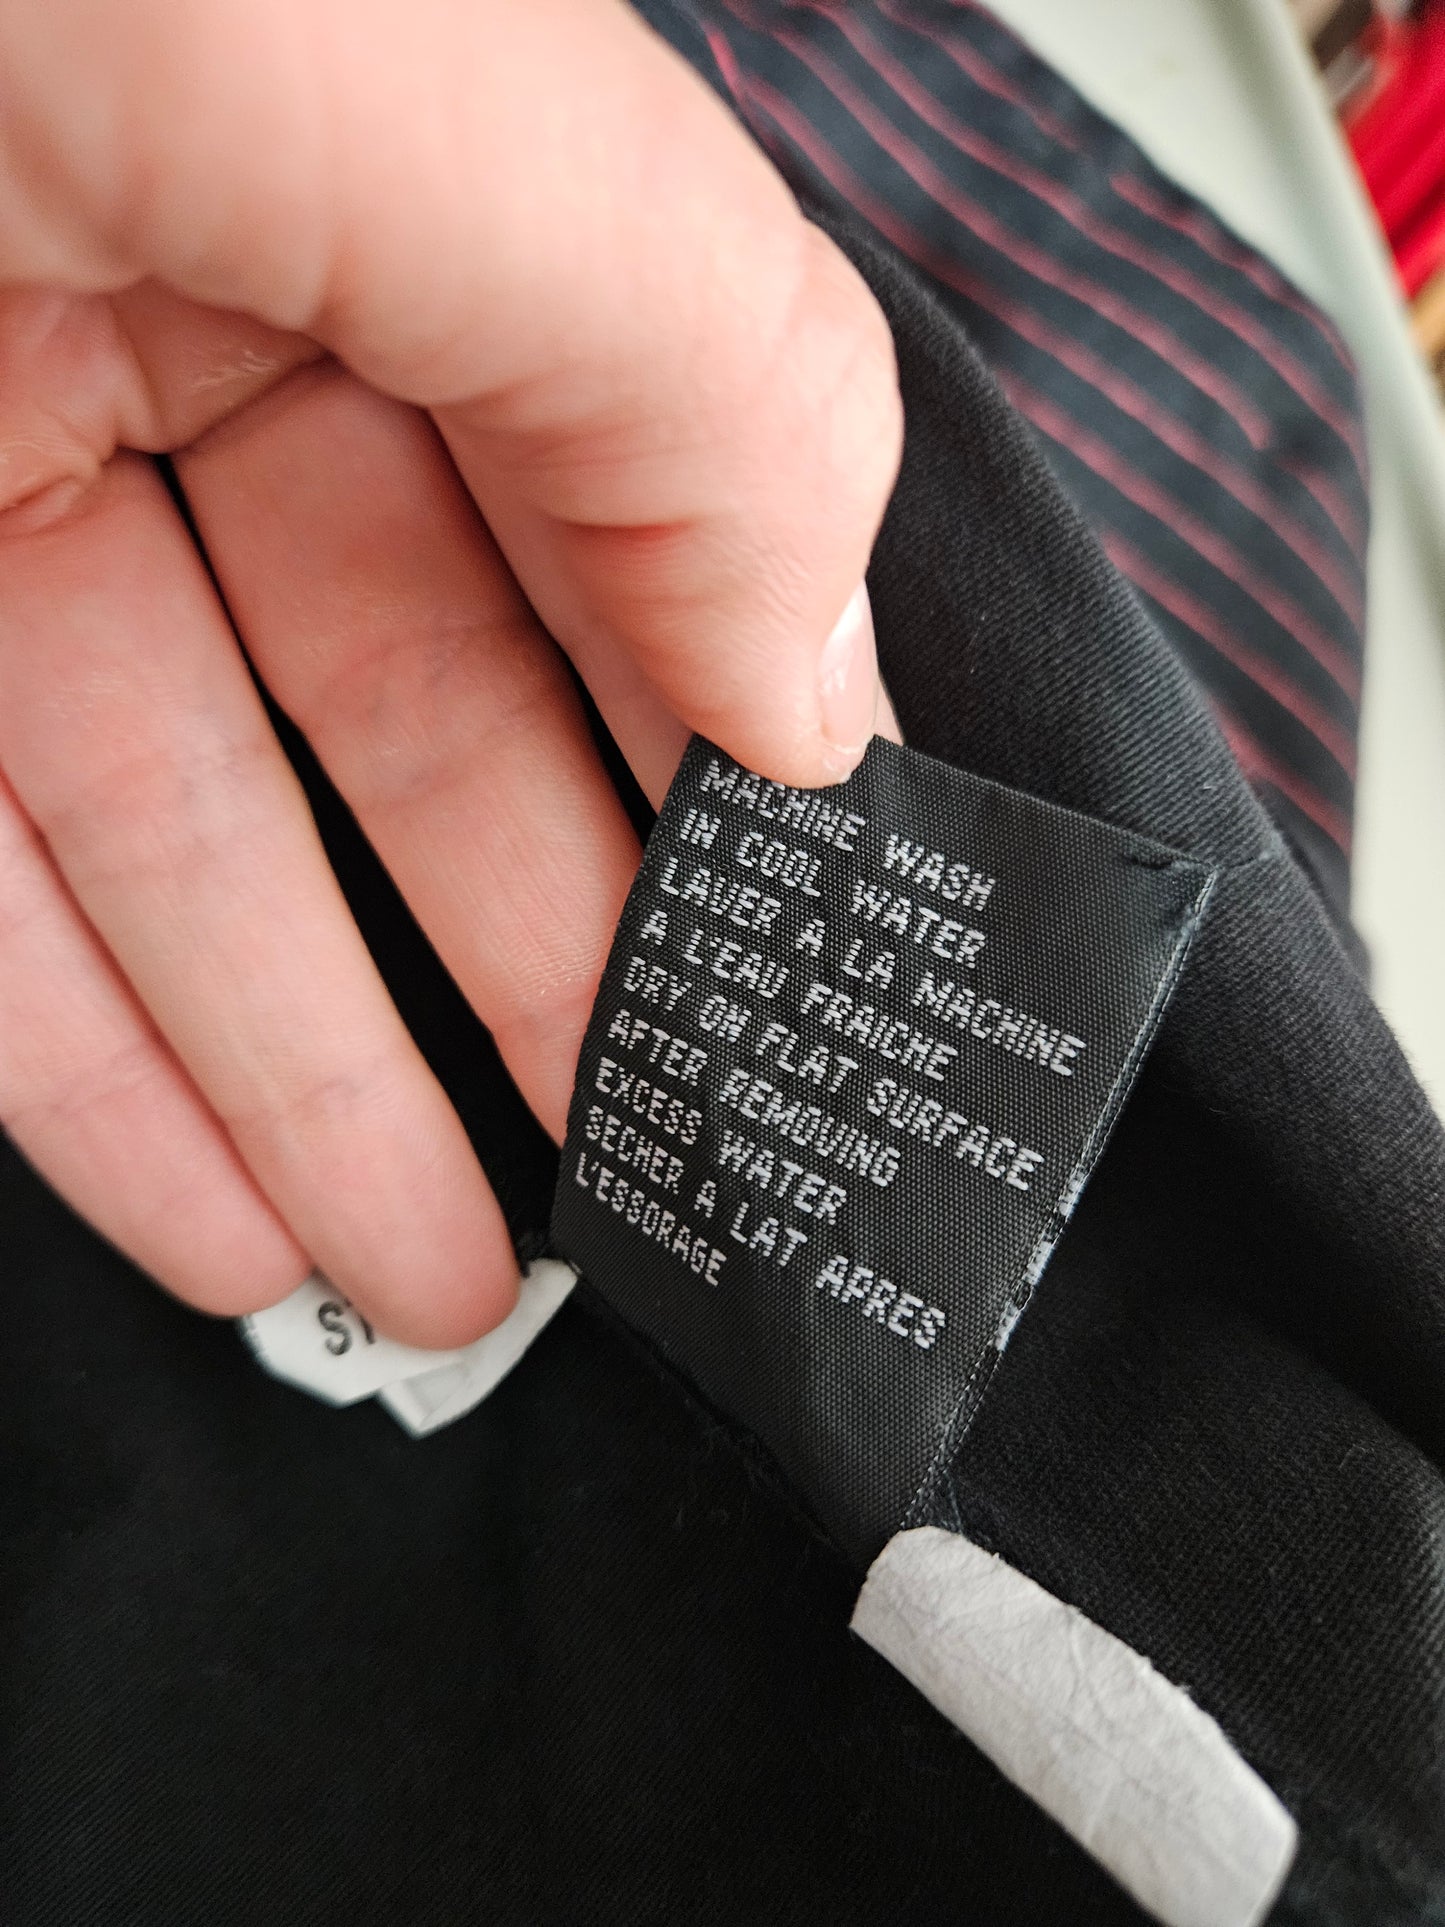 MACHINE WASH
IN COOL WATER
LAVER A LA MACHINE
A L'EAU FRAICHE
DRY ON FLAT SURFACE
AFTER REMOVING
EXCESS WATER
SECHER A LAT APRES
L'ESSORAGE